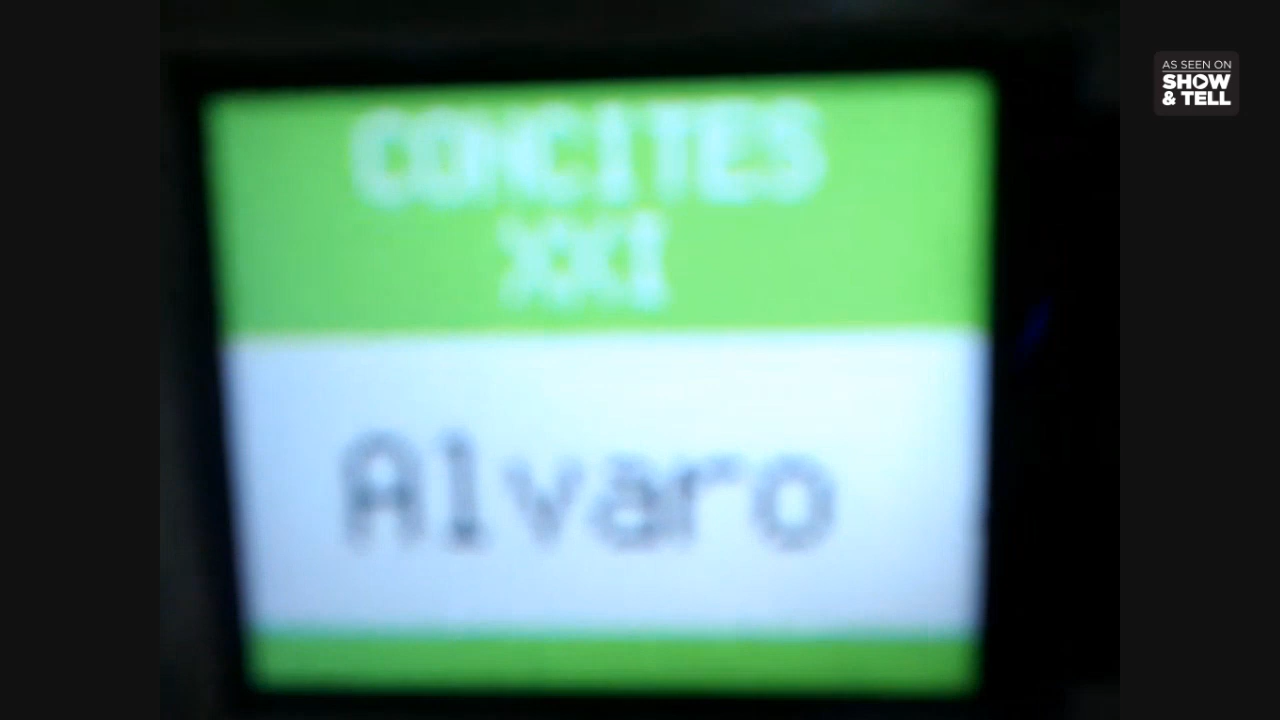 CONCITES
XXI
Alvaro
AS SEEN ON
SHOW
& TELL